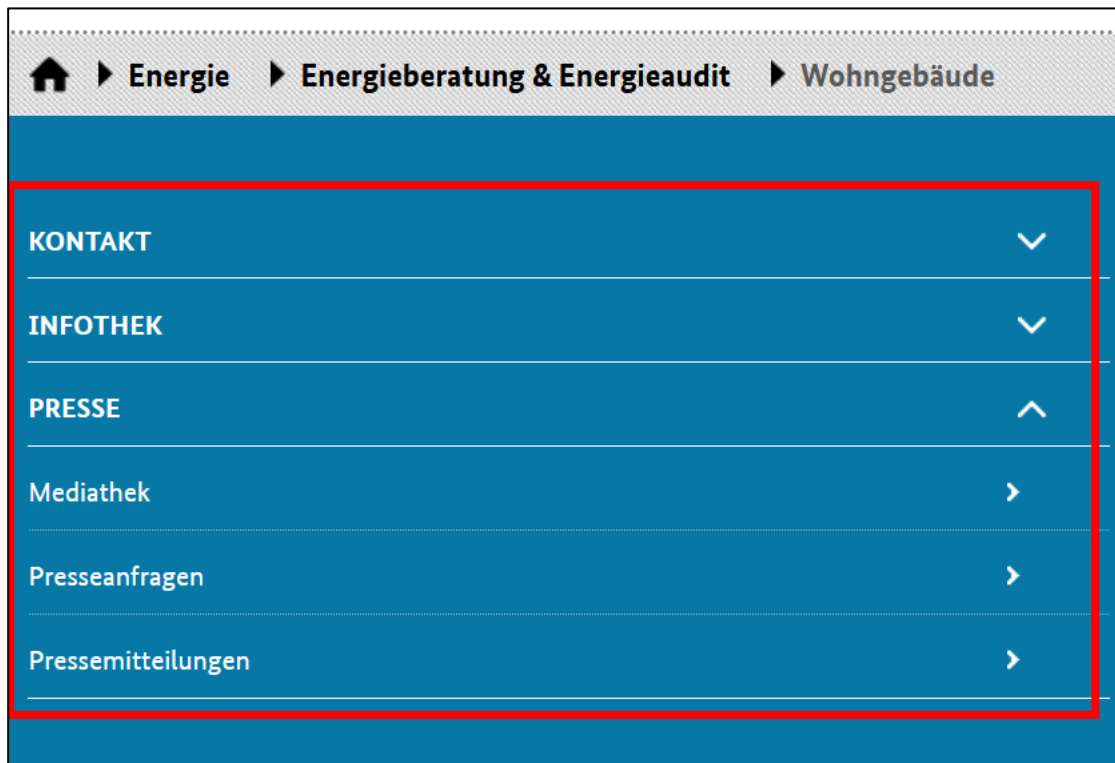 Energie Energieberatung & Energieaudit Wohngebäude
KONTAKT
INFOTHEK
PRESSE
Mediathek
Presseanfragen
Pressemitteilungen